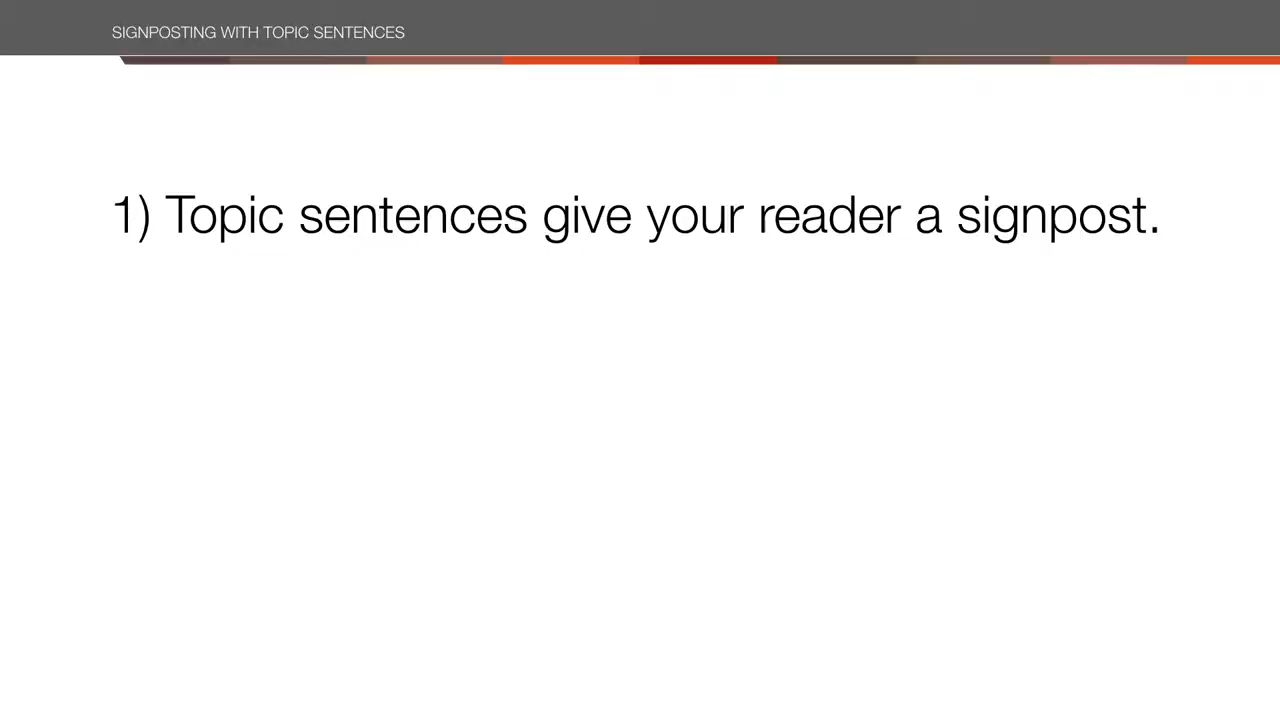 SIGNPOSTING WITH TOPIC SENTENCES
1) Topic sentences give your reader a signpost.